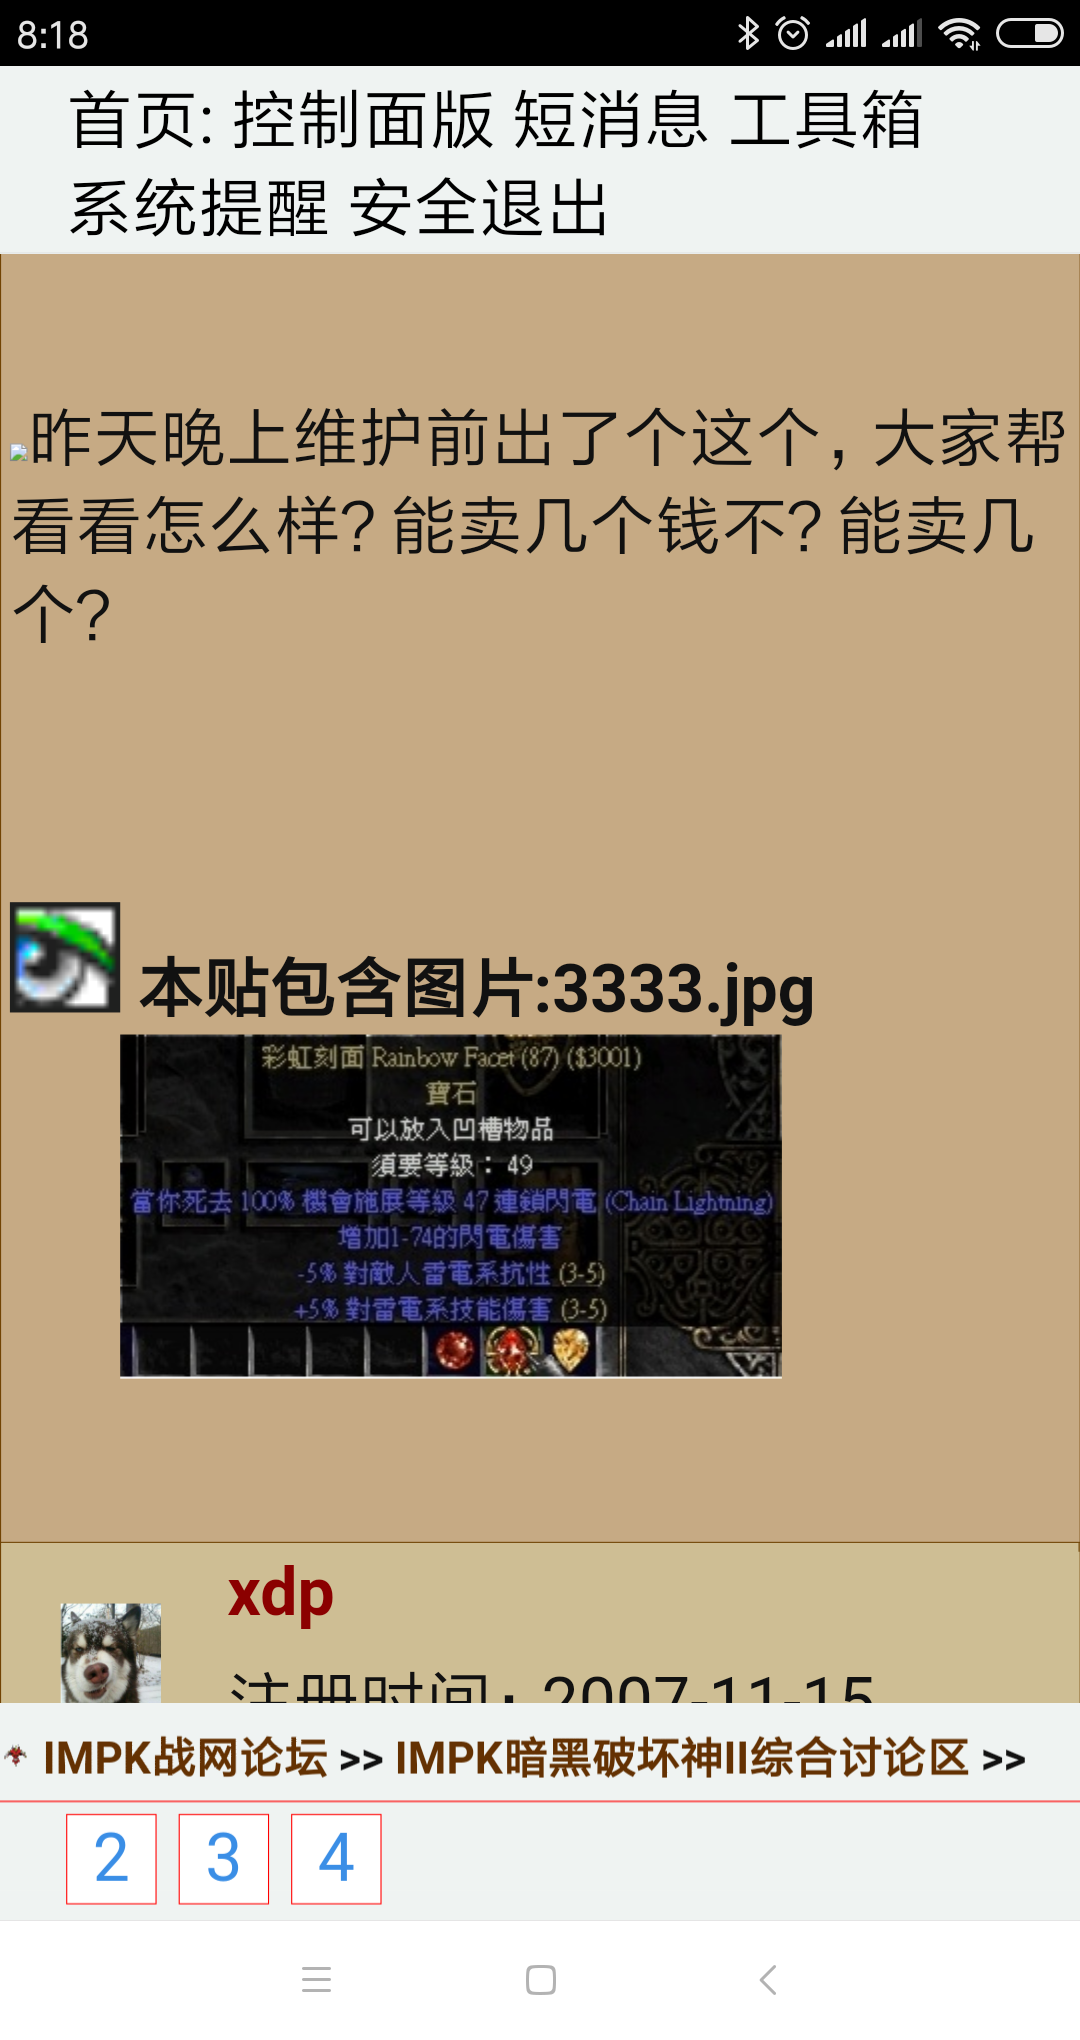 8:18
首页: 控制面版 短消息 工具箱
系统提醒 安全退出
昨天晚上维护前出了个这个，大家帮
看看怎么样？能卖几个钱不？能卖几
个？
本贴包含图片:3333.jpg
彩虹刻面 Rainbow Facet (87) ($3001)
寶石
可以放入凹槽物品
須要等級： 49
當你死去 100% 機會施展等級 47 連鎖閃電 (Chain Lightning)
增加1-74的閃電傷害
-5% 對敵人雷電系抗性 (3-5)
+5% 對雷電系技能傷害 (3-5)
xdp
注册时间：2007-11-15
IMPK战网论坛 >> IMPK暗黑破坏神II综合讨论区 >>
2 3 4